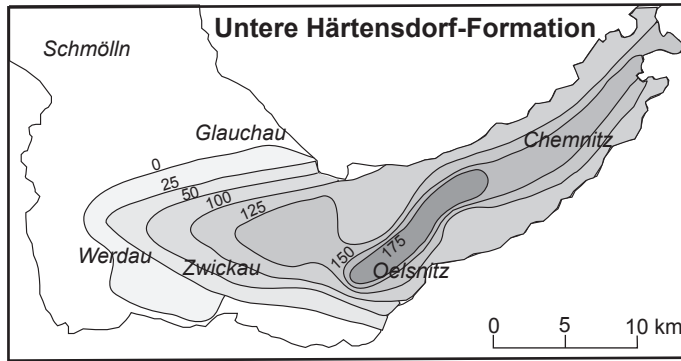 Untere Härtensdorf-Formation
Schmölln
Glauchau
Chemnitz
0
25
50
100
125
150
175
Werdau
Zwickau
Oelsnitz
0 5 10 km